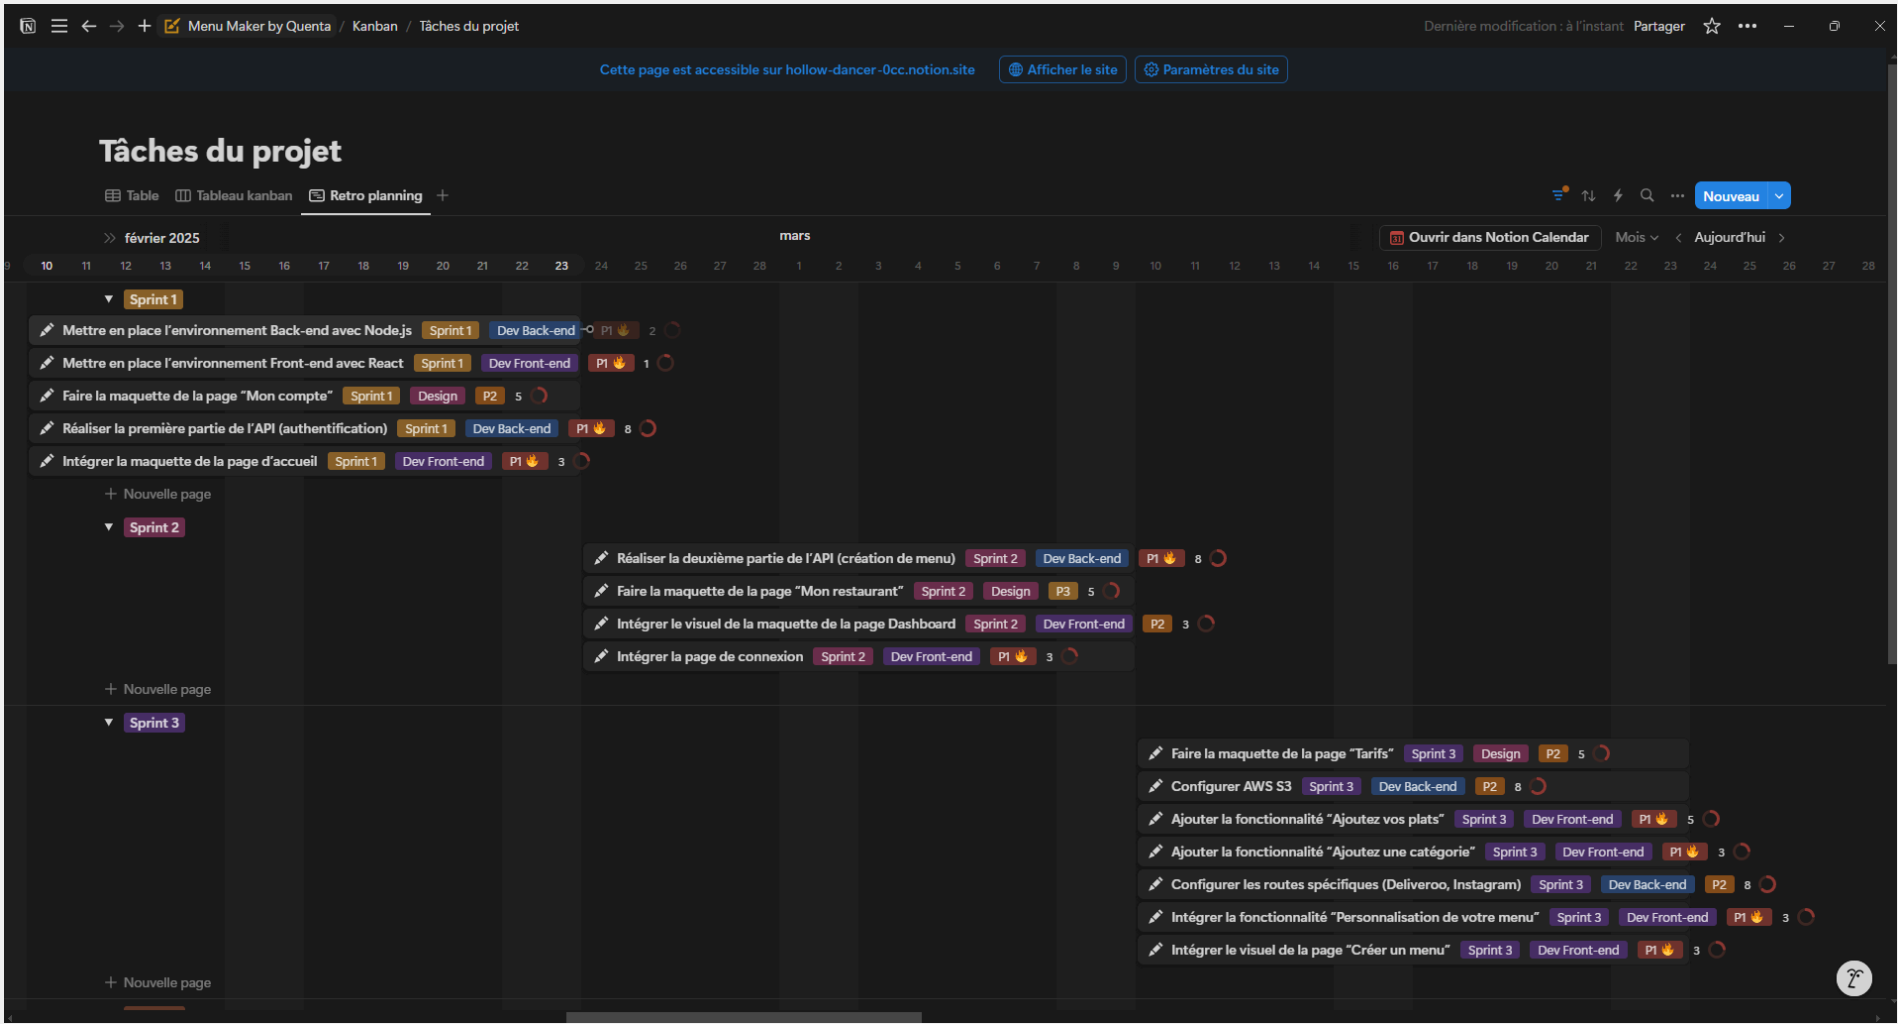 Menu Maker by Quenta / Kanban / Tâches du projet Dernière modification : à l'instant Partager
Cette page est accessible sur hollow-dancer-0cc.notion.site Afficher le site Paramètres du site
Tâches du projet
Table Tableau kanban Retro planning Nouveau
février 2025 mars 31 Ouvrir dans Notion Calendar Mois Aujourd'hui
9 10 11 12 13 14 15 16 17 18 19 20 21 22 23 24 25 26 27 28 1 2 3 4 5 6 7 8 9 10 11 12 13 14 15 16 17 18 19 20 21 22 23 24 25 26 27 28
Sprint 1
Mettre en place l'environnement Back-end avec Node.js Sprint 1 Dev Back-end P1 🔥 2
Mettre en place l'environnement Front-end avec React Sprint 1 Dev Front-end P1 🔥 1
Faire la maquette de la page "Mon compte" Sprint 1 Design P2 5
Réaliser la première partie de l'API (authentification) Sprint 1 Dev Back-end P1 🔥 8
Intégrer la maquette de la page d'accueil Sprint 1 Dev Front-end P1 🔥 3
+ Nouvelle page
Sprint 2
Réaliser la deuxième partie de l'API (création de menu) Sprint 2 Dev Back-end P1 🔥 8
Faire la maquette de la page "Mon restaurant" Sprint 2 Design P3 5
Intégrer le visuel de la maquette de la page Dashboard Sprint 2 Dev Front-end P2 3
Intégrer la page de connexion Sprint 2 Dev Front-end P1 🔥 3
+ Nouvelle page
Sprint 3
Faire la maquette de la page "Tarifs" Sprint 3 Design P2 5
Configurer AWS S3 Sprint 3 Dev Back-end P2 8
Ajouter la fonctionnalité "Ajoutez vos plats" Sprint 3 Dev Front-end P1 🔥 5
Ajouter la fonctionnalité "Ajoutez une catégorie" Sprint 3 Dev Front-end P1 🔥 3
Configurer les routes spécifiques (Deliveroo, Instagram) Sprint 3 Dev Back-end P2 8
Intégrer la fonctionnalité "Personnalisation de votre menu" Sprint 3 Dev Front-end P1 🔥 3
Intégrer le visuel de la page "Créer un menu" Sprint 3 Dev Front-end P1 🔥 3
+ Nouvelle page